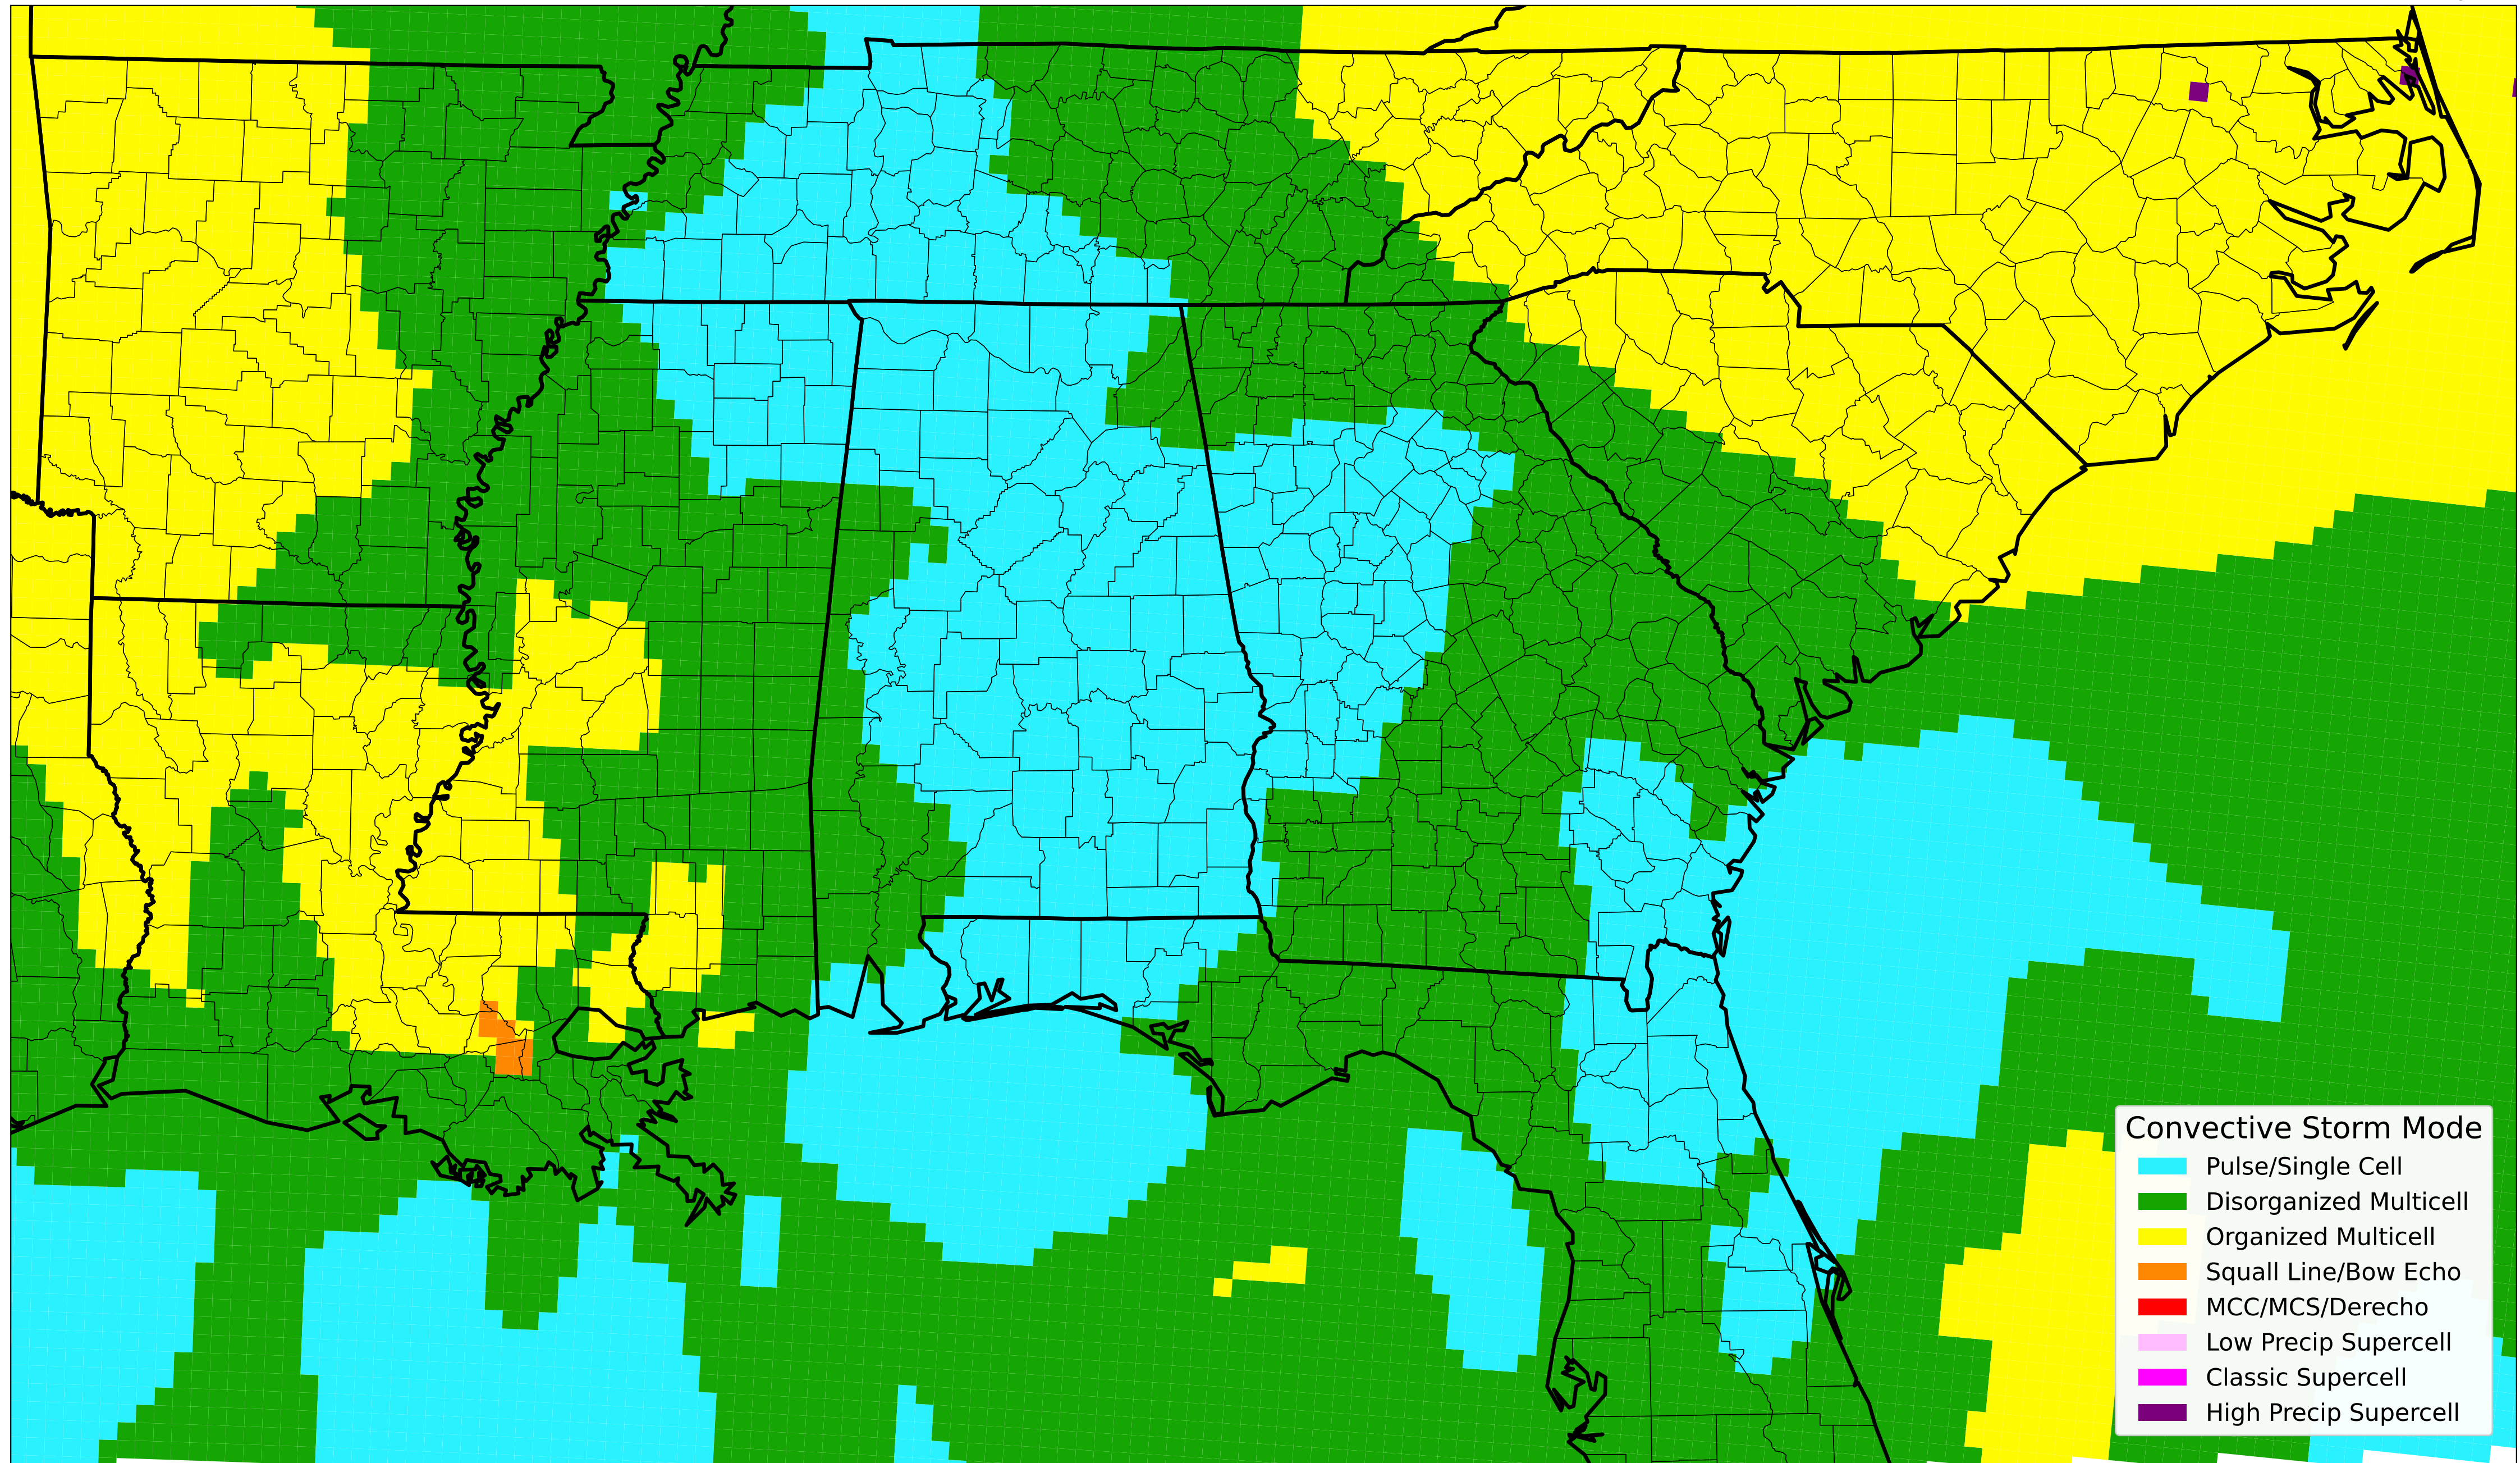 Convective Storm Mode
Pulse/Single Cell
Disorganized Multicell
Organized Multicell
Squall Line/Bow Echo
MCC/MCS/Derecho
Low Precip Supercell
Classic Supercell
High Precip Supercell